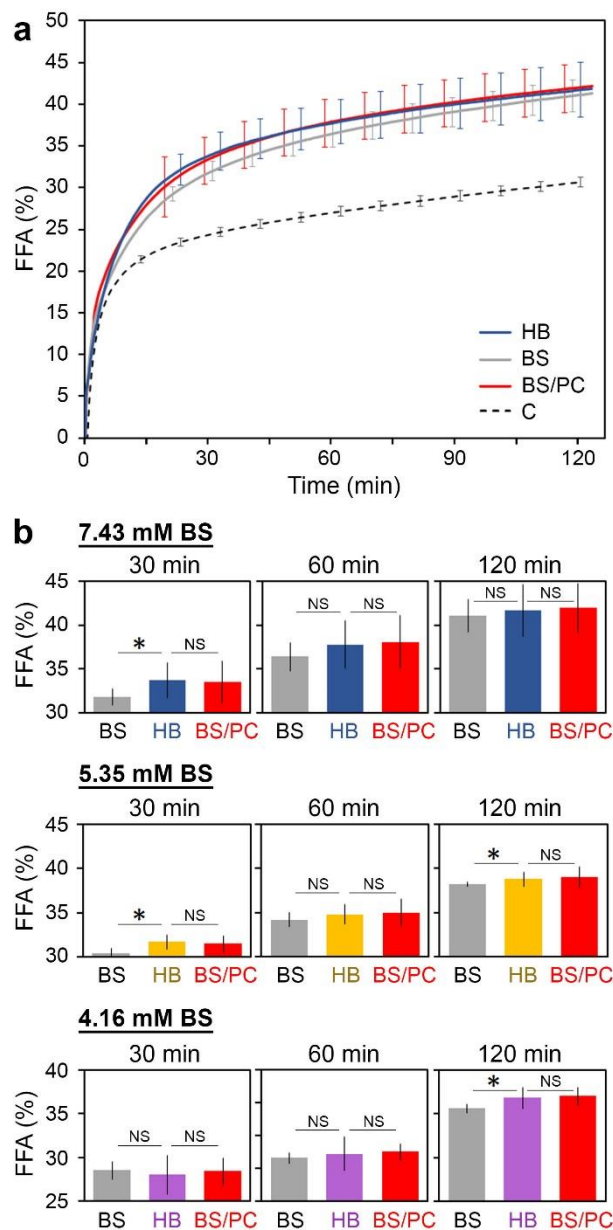 a
50
45
40
35
30
25
20
15
10
5
0
FFA (%)
HB
BS
BS/PC
C
0 30 60 90 120
Time (min)
b
7.43 mM BS
30 min 60 min 120 min
FFA (%)
45
40
35
30
* NS NS NS NS NS
BS HB BS/PC BS HB BS/PC BS HB BS/PC
5.35 mM BS
30 min 60 min 120 min
FFA (%)
45
40
35
30
* NS NS NS * NS
BS HB BS/PC BS HB BS/PC BS HB BS/PC
4.16 mM BS
30 min 60 min 120 min
FFA (%)
40
35
30
25
NS NS NS NS * NS
BS HB BS/PC BS HB BS/PC BS HB BS/PC